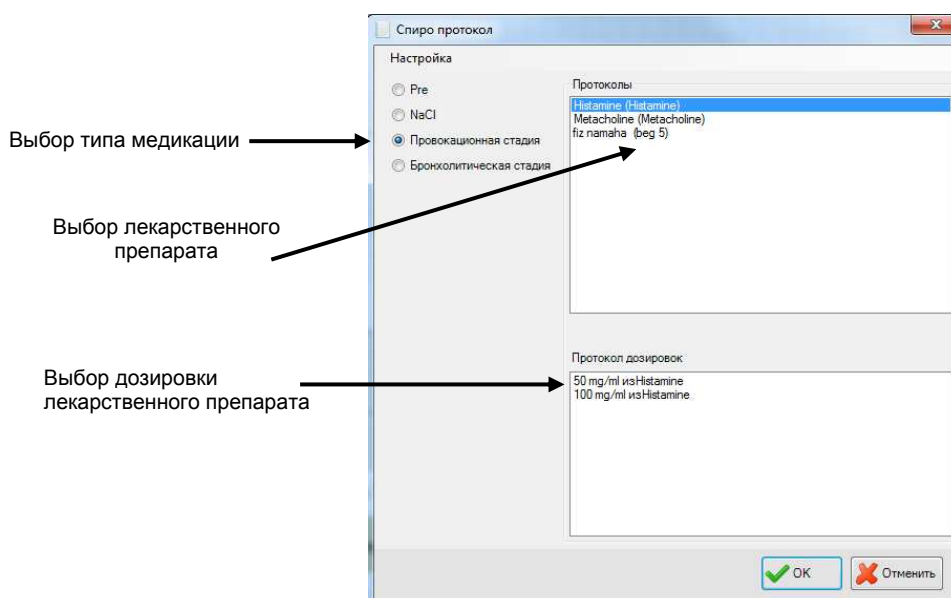 Спиро протокол
Настройка
Pre
NaCl
Провокационная стадия
Бронхолитическая стадия
Протоколы
Histamine (Histamine)
Metacholine (Metacholine)
fiz namaha (beg 5)
Выбор типа медикации
Выбор лекарственного
препарата
Протокол дозировок
50 mg/ml изHistamine
100 mg/ml изHistamine
Выбор дозировки
лекарственного препарата
OK
Отменить